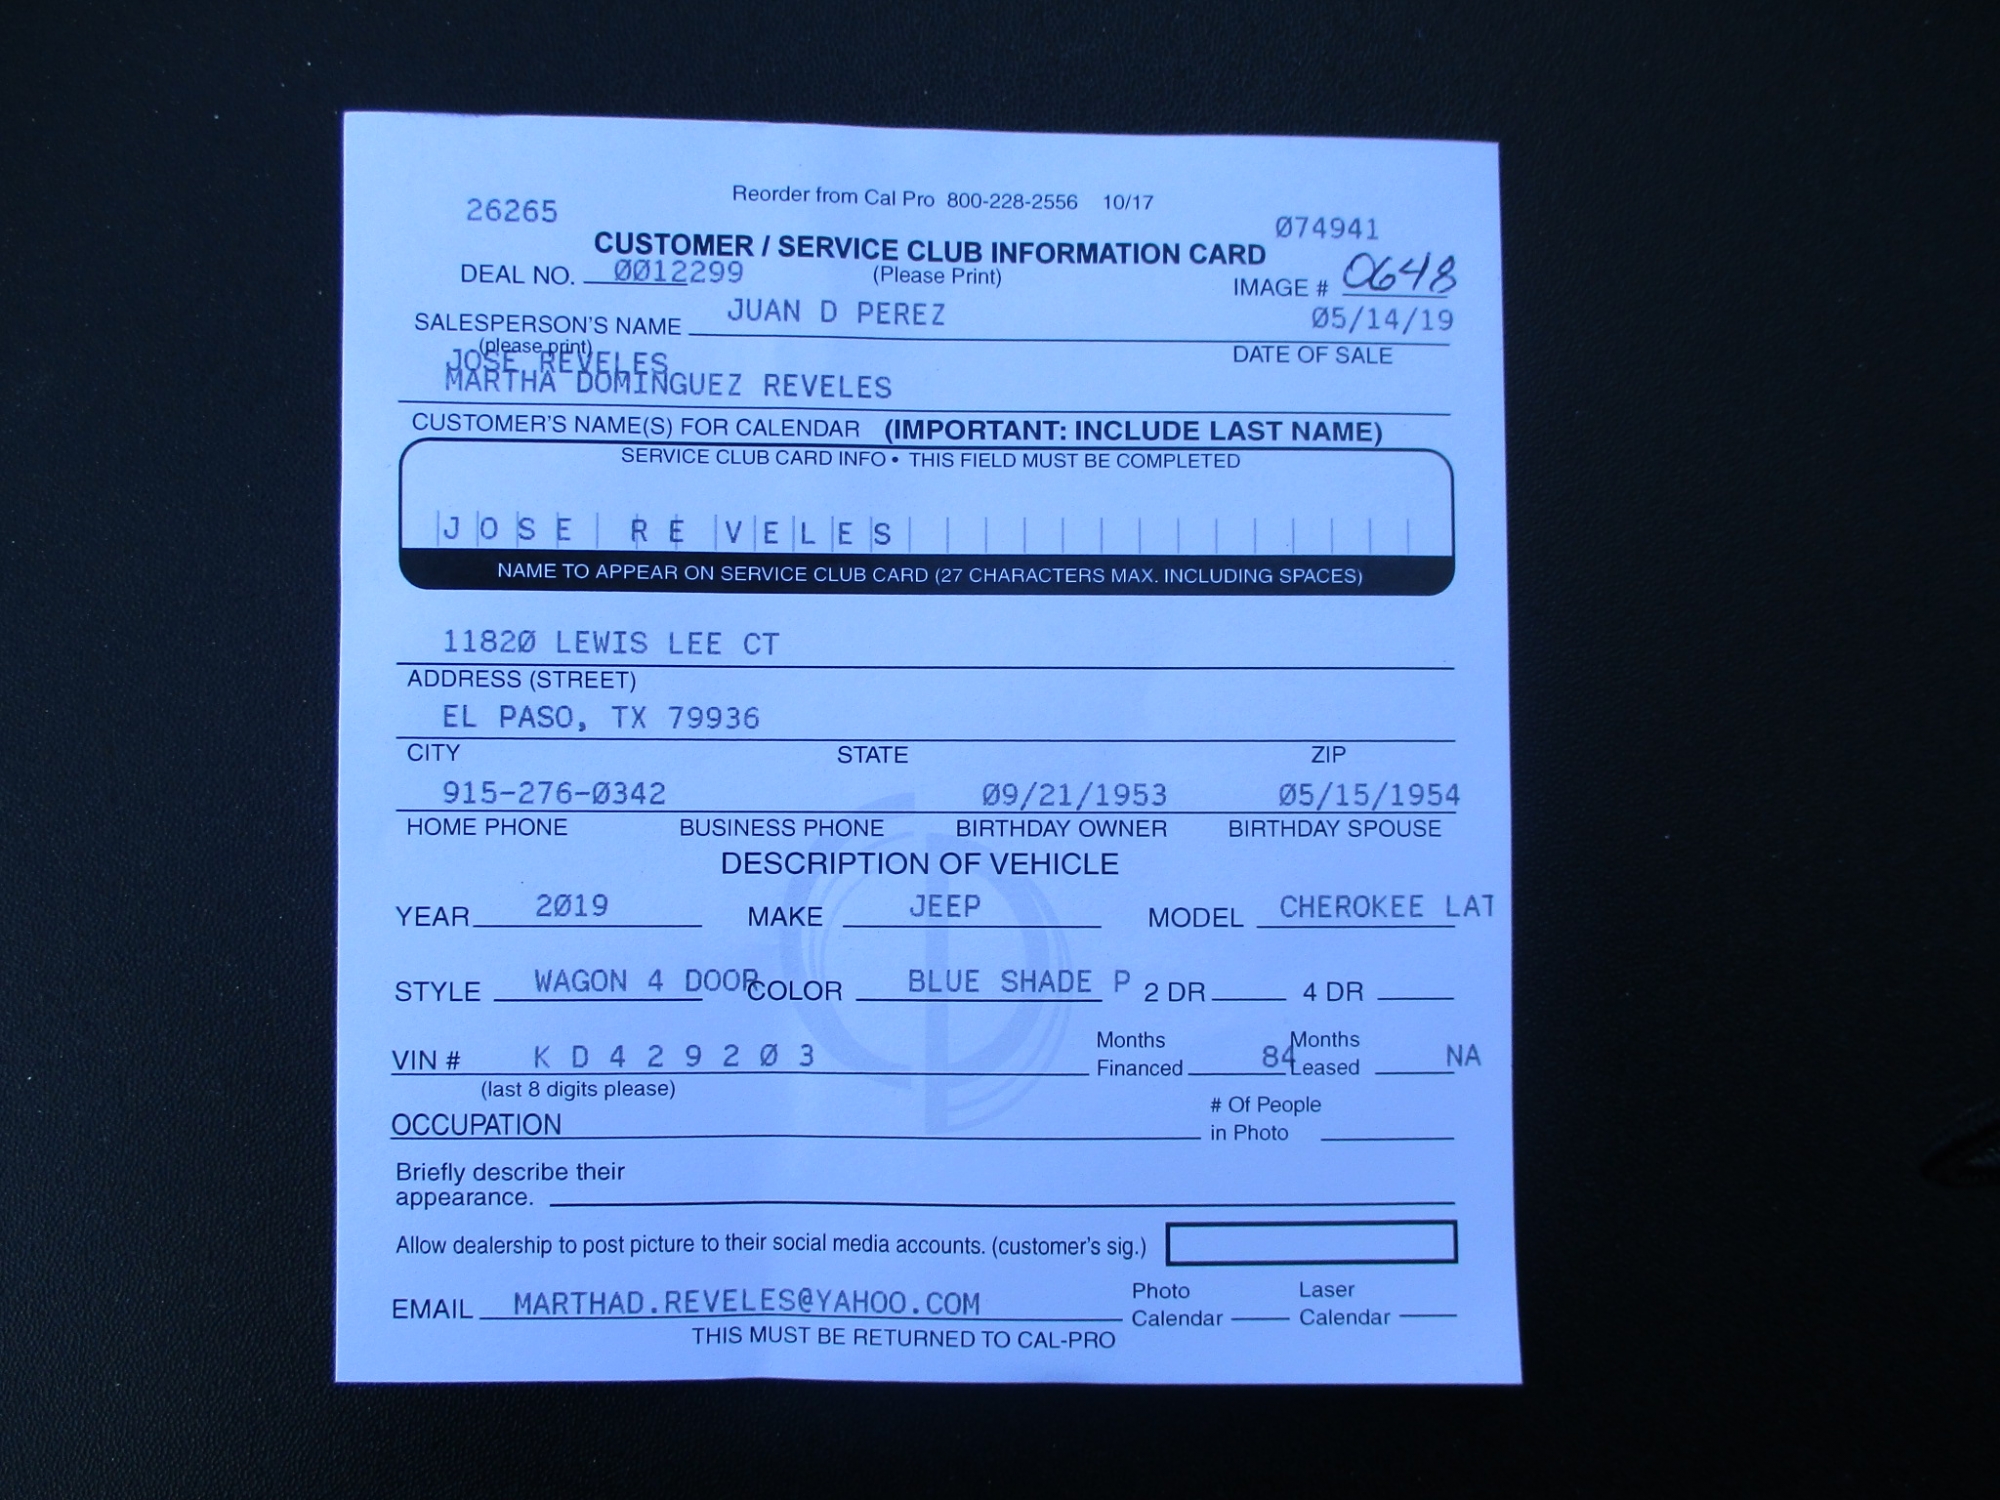 Reorder from Cal Pro 800-228-2556 10/17
26265
Ø74941
CUSTOMER / SERVICE CLUB INFORMATION CARD
DEAL NO. ØØ12299 (Please Print)
IMAGE # 0648
SALESPERSON'S NAME JUAN D PEREZ Ø5/14/19
(please print) DATE OF SALE
JOSE REVELES
MARTHA DOMINGUEZ REVELES
CUSTOMER'S NAME(S) FOR CALENDAR (IMPORTANT: INCLUDE LAST NAME)
SERVICE CLUB CARD INFO • THIS FIELD MUST BE COMPLETED
JOSE REVELES
NAME TO APPEAR ON SERVICE CLUB CARD (27 CHARACTERS MAX. INCLUDING SPACES)
1182Ø LEWIS LEE CT
ADDRESS (STREET)
EL PASO, TX 79936
CITY STATE ZIP
915-276-Ø342 Ø9/21/1953 Ø5/15/1954
HOME PHONE BUSINESS PHONE BIRTHDAY OWNER BIRTHDAY SPOUSE
DESCRIPTION OF VEHICLE
YEAR 2Ø19 MAKE JEEP MODEL CHEROKEE LAT
STYLE WAGON 4 DOOR COLOR BLUE SHADE P 2 DR 4 DR
VIN # K D 4 2 9 2 Ø 3 Months Financed 84 Months Leased NA
(last 8 digits please)
OCCUPATION # Of People in Photo
Briefly describe their
appearance.
Allow dealership to post picture to their social media accounts. (customer's sig.)
EMAIL MARTHAD.REVELES@YAHOO.COM Photo Calendar Laser Calendar
THIS MUST BE RETURNED TO CAL-PRO